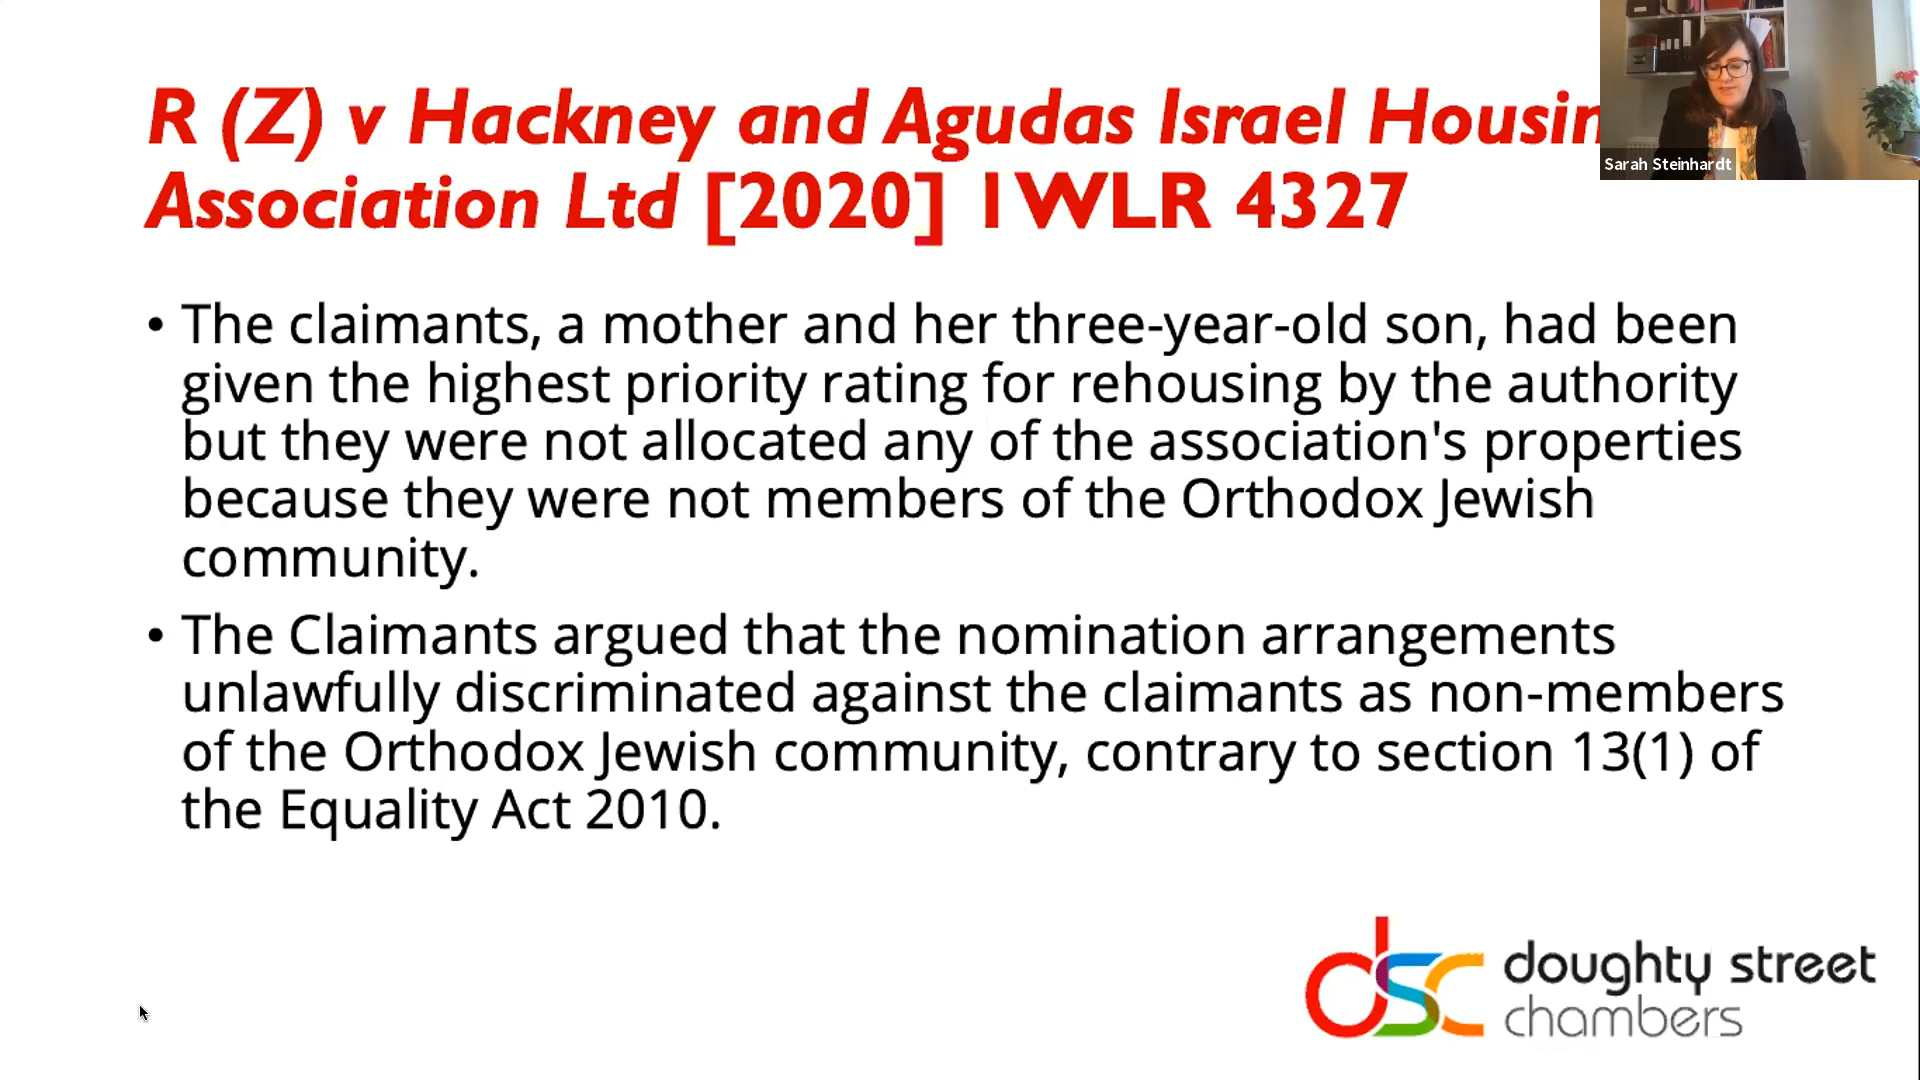 R (Z) v Hackney and Agudas Israel
Association Ltd [2020] 1 WLR 4327
Sarah Steinhardt
• The claimants, a mother and her three-year-old son, had been
given the highest priority rating for rehousing by the authority
but they were not allocated any of the association's properties
because they were not members of the Orthodox Jewish
community.
• The Claimants argued that the nomination arrangements
unlawfully discriminated against the claimants as non-members
of the Orthodox Jewish community, contrary to section 13(1) of
the Equality Act 2010.
dsc doughty street
chambers